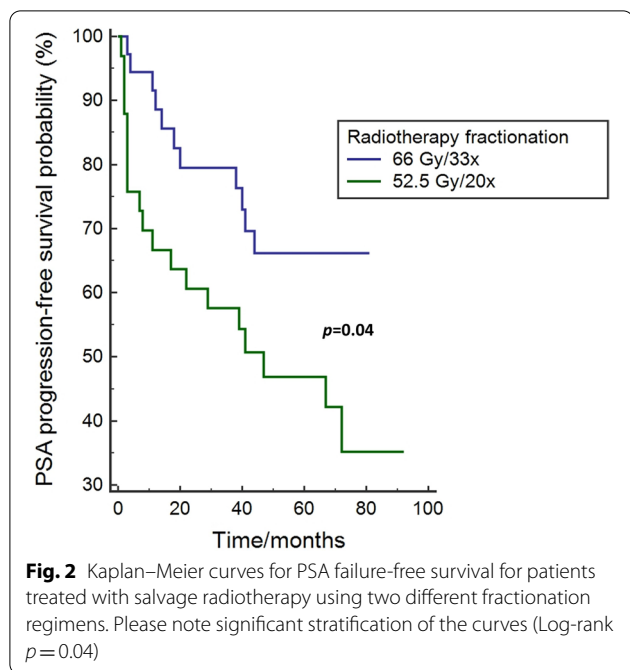 PSA progression-free survival probability (%)
100
90
80
70
60
50
40
30
Radiotherapy fractionation
66 Gy/33x
52.5 Gy/20x
p=0.04
0 20 40 60 80 100
Time/months
Fig. 2 Kaplan–Meier curves for PSA failure-free survival for patients
treated with salvage radiotherapy using two different fractionation
regimens. Please note significant stratification of the curves (Log-rank
p = 0.04)